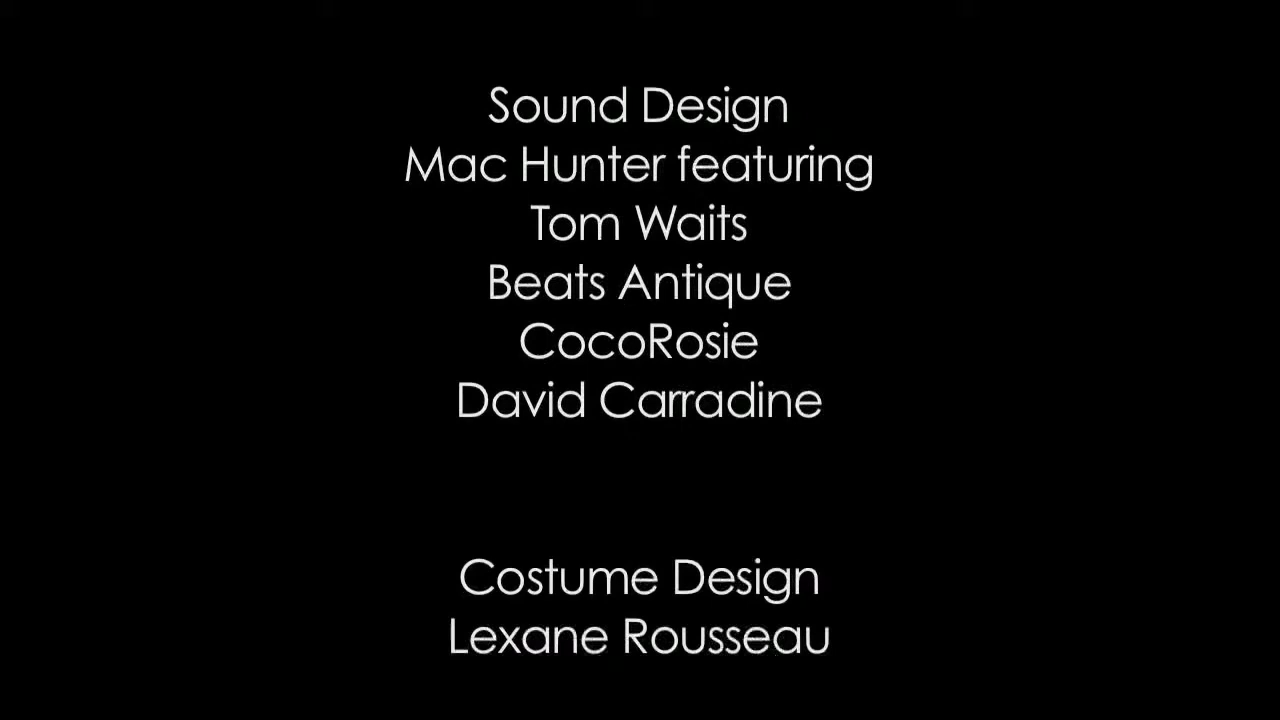 Sound Design
Mac Hunter featuring
Tom Waits
Beats Antique
CocoRosie
David Carradine
Costume Design
Lexane Rousseau